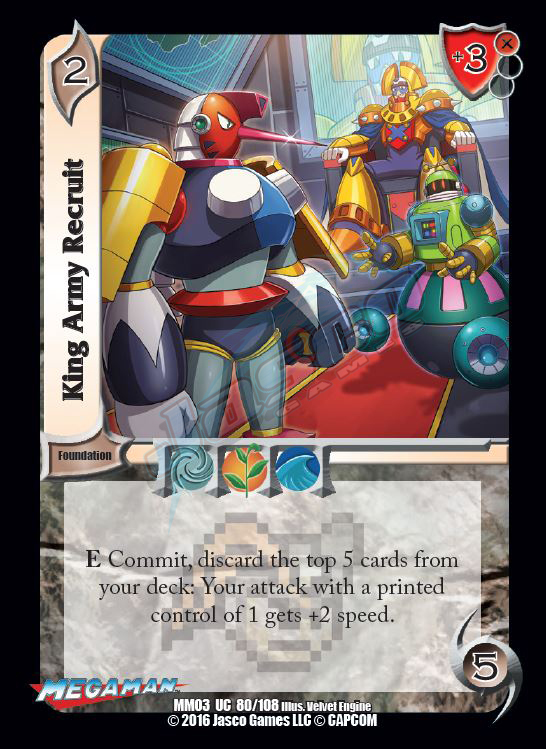 2
+3
King Army Recruit
Foundation
E Commit, discard the top 5 cards from
your deck: Your attack with a printed
control of 1 gets +2 speed.
5
MEGAMAN™
MM03 UC 80/108 Illus. Velvet Engine
© 2016 Jasco Games LLC © CAPCOM